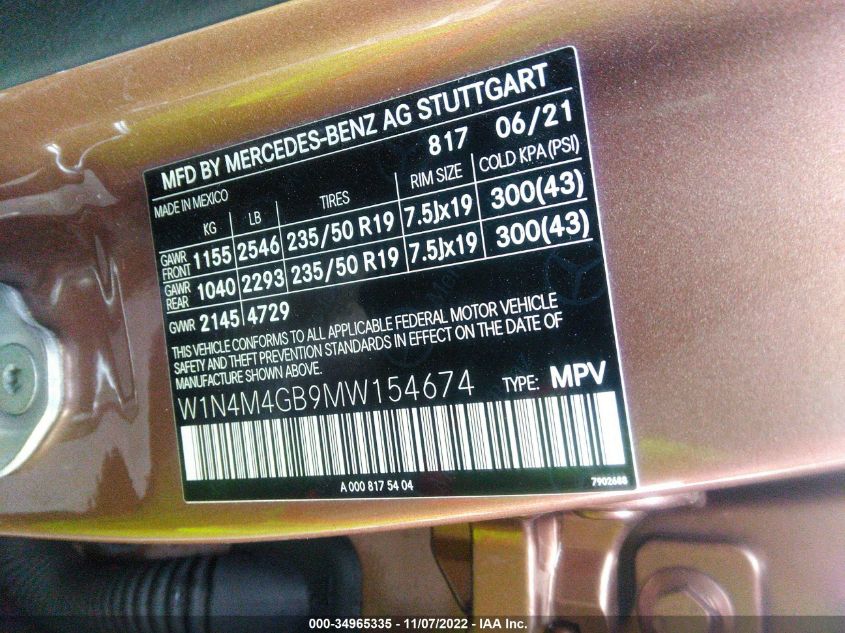 MFD BY MERCEDES-BENZ AG STUTTGART
MADE IN MEXICO 817 06/21
KG LB TIRES RIM SIZE COLD KPA (PSI)
GAWR FRONT 1155 2546 235/50 R19 7.5Jx19 300(43)
GAWR REAR 1040 2293 235/50 R19 7.5Jx19 300(43)
GVWR 2145 4729
THIS VEHICLE CONFORMS TO ALL APPLICABLE FEDERAL MOTOR VEHICLE
SAFETY AND THEFT PREVENTION STANDARDS IN EFFECT ON THE DATE OF
MANUFACTURE SHOWN ABOVE.
W1N4M4GB9MW154674 TYPE: MPV
A 000 817 54 04 7902688
000-34965335 - 11/07/2022 - IAA Inc.